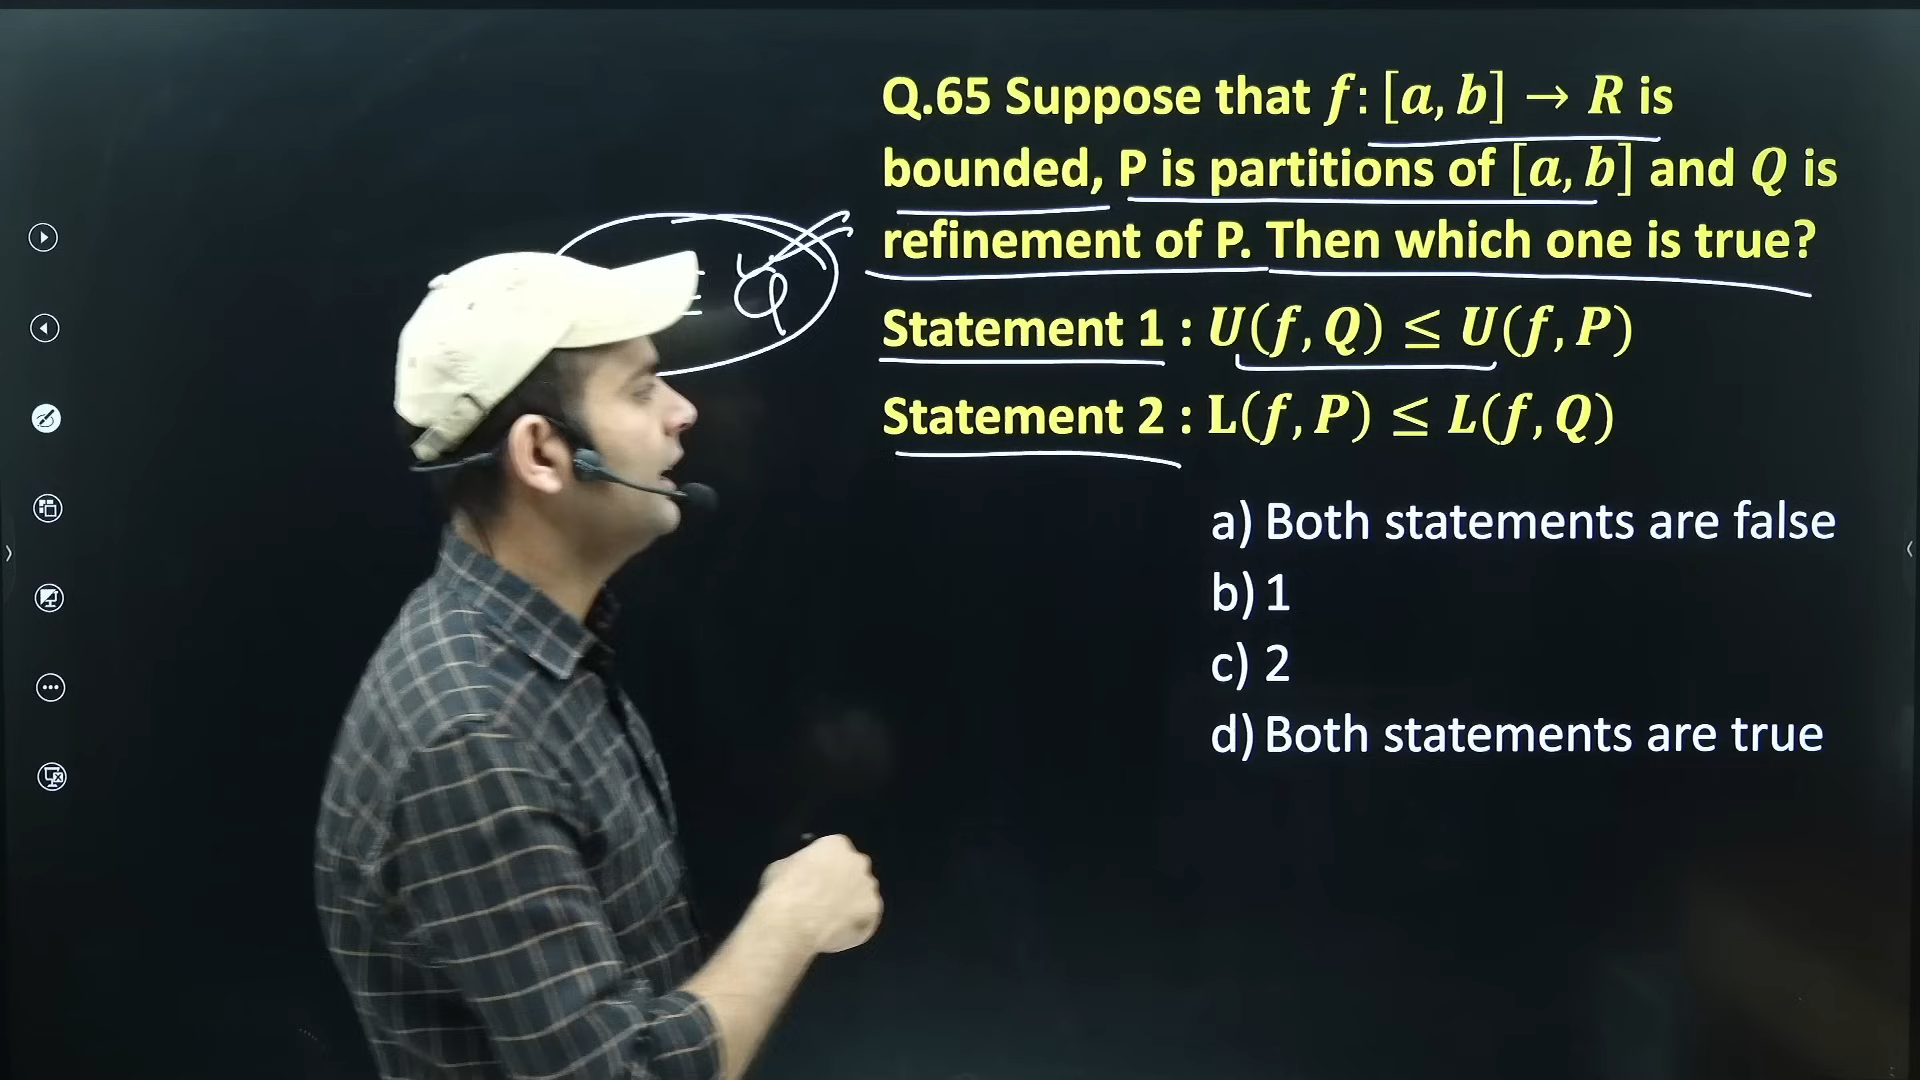 Q.65 Suppose that f: [a, b] → R is
bounded, P is partitions of [a, b] and Q is
refinement of P. Then which one is true?
Q
Statement 1 : U(f, Q) ≤ U(f, P)
Statement 2 : L(f, P) ≤ L(f, Q)
a) Both statements are false
b) 1
c) 2
d) Both statements are true